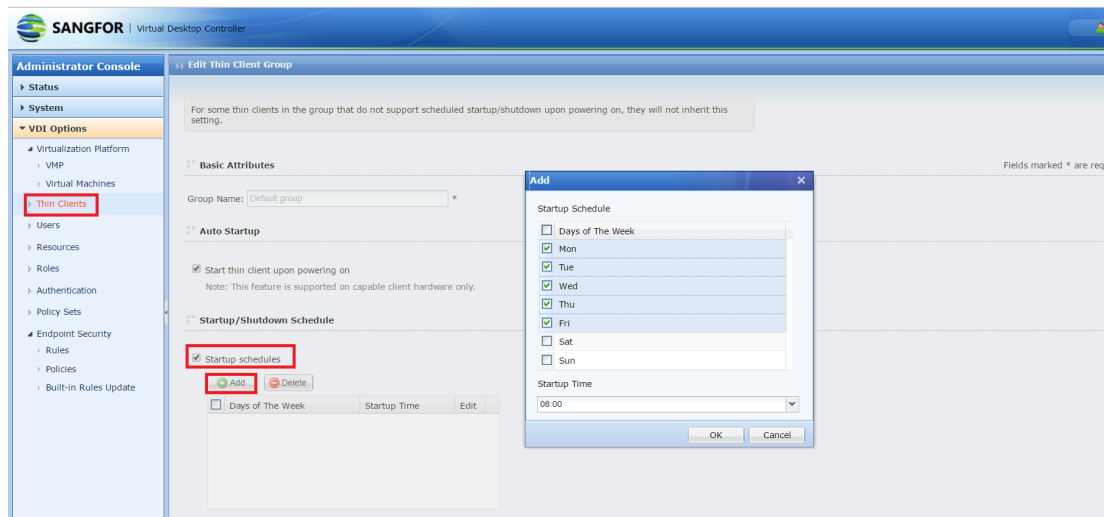 SANGFOR | Virtual Desktop Controller
Administrator Console
Status
System
VDI Options
Virtualization Platform
VMP
Virtual Machines
Thin Clients
Users
Resources
Roles
Authentication
Policy Sets
Endpoint Security
Rules
Policies
Built-in Rules Update
Edit Thin Client Group
For some thin clients in the group that do not support scheduled startup/shutdown upon powering on, they will not inherit this
setting.
Basic Attributes
Fields marked * are req
Group Name: Default group *
Auto Startup
Start thin client upon powering on
Note: This feature is supported on capable client hardware only.
Startup/Shutdown Schedule
Startup schedules
Add Delete
Days of The Week Startup Time Edit
Add
Startup Schedule
Days of The Week
Mon
Tue
Wed
Thu
Fri
Sat
Sun
Startup Time
08:00
OK Cancel